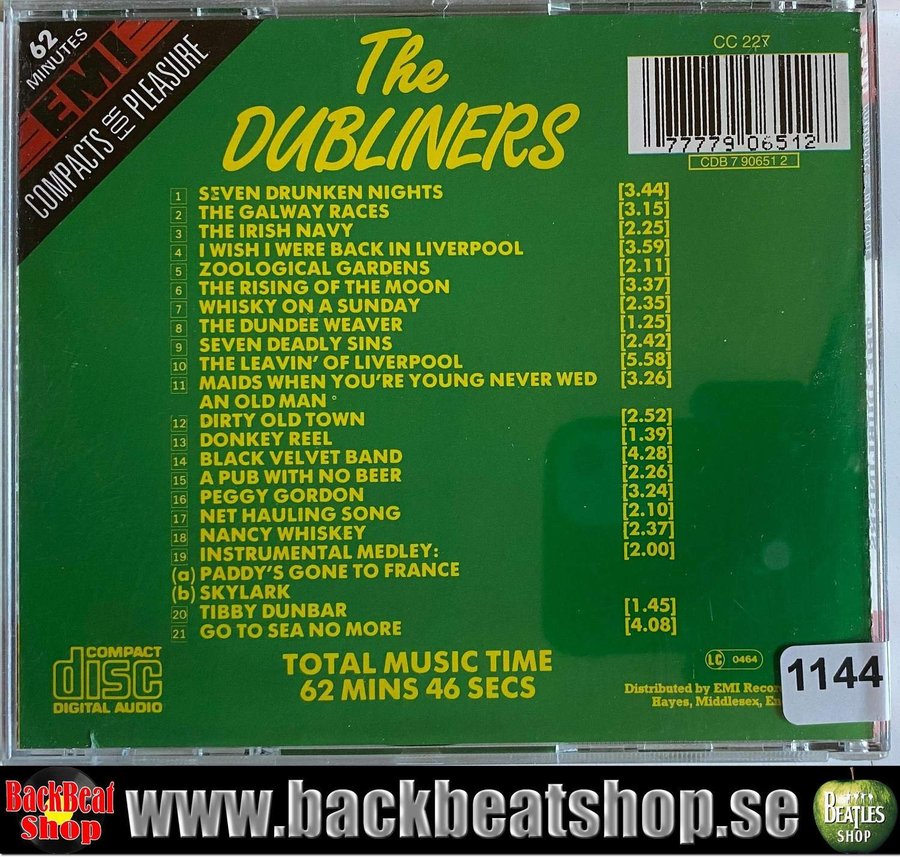 62
MINUTES
EMI
COMPACTS FOR PLEASURE
The
DUBLINERS
CC 227
77779 06512
CDB 7 90651 2
1 SEVEN DRUNKEN NIGHTS [3.44]
2 THE GALWAY RACES [3.15]
3 THE IRISH NAVY [2.25]
4 I WISH I WERE BACK IN LIVERPOOL [3.59]
5 ZOOLOGICAL GARDENS [2.11]
6 THE RISING OF THE MOON [3.37]
7 WHISKY ON A SUNDAY [2.35]
8 THE DUNDEE WEAVER [1.25]
9 SEVEN DEADLY SINS [2.42]
10 THE LEAVIN' OF LIVERPOOL [5.58]
11 MAIDS WHEN YOU'RE YOUNG NEVER WED [3.26]
AN OLD MAN
12 DIRTY OLD TOWN [2.52]
13 DONKEY REEL [1.39]
14 BLACK VELVET BAND [4.28]
15 A PUB WITH NO BEER [2.26]
16 PEGGY GORDON [3.24]
17 NET HAULING SONG [2.10]
18 NANCY WHISKEY [2.37]
19 INSTRUMENTAL MEDLEY: [2.00]
(a) PADDY'S GONE TO FRANCE
(b) SKYLARK
20 TIBBY DUNBAR [1.45]
21 GO TO SEA NO MORE [4.08]
COMPACT
disc
DIGITAL AUDIO
TOTAL MUSIC TIME
62 MINS 46 SECS
LC 0464
Distributed by EMI
Hayes, Middlesex,
1144
BackBeat
Shop
www.backbeatshop.se
BEATLES
SHOP